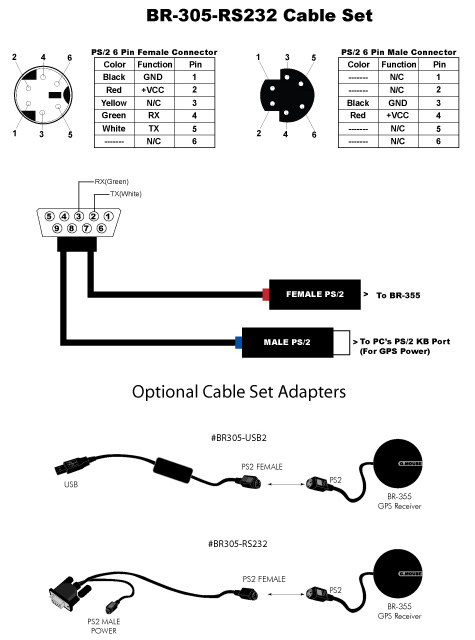 BR-305-RS232 Cable Set
PS/2 6 Pin Female Connector
Color Function Pin
Black GND 1
Red +VCC 2
Yellow N/C 3
Green RX 4
White TX 5
------- N/C 6
2 4 6
1 3 5
PS/2 6 Pin Male Connector
Color Function Pin
------- N/C 1
------- N/C 2
Black GND 3
Red +VCC 4
------- N/C 5
------- N/C 6
1 3 5
2 4 6
RX(Green)
TX(White)
5 4 3 2 1
9 8 7 6
FEMALE PS/2 > To BR-355
MALE PS/2 > To PC's PS/2 KB Port
(For GPS Power)
Optional Cable Set Adapters
#BR305-USB2
PS2 FEMALE
USB
PS2
G.MOUSE
BR-355
GPS Receiver
#BR305-RS232
PS2 FEMALE
PS2
G.MOUSE
PS2 MALE
POWER
BR-355
GPS Receiver